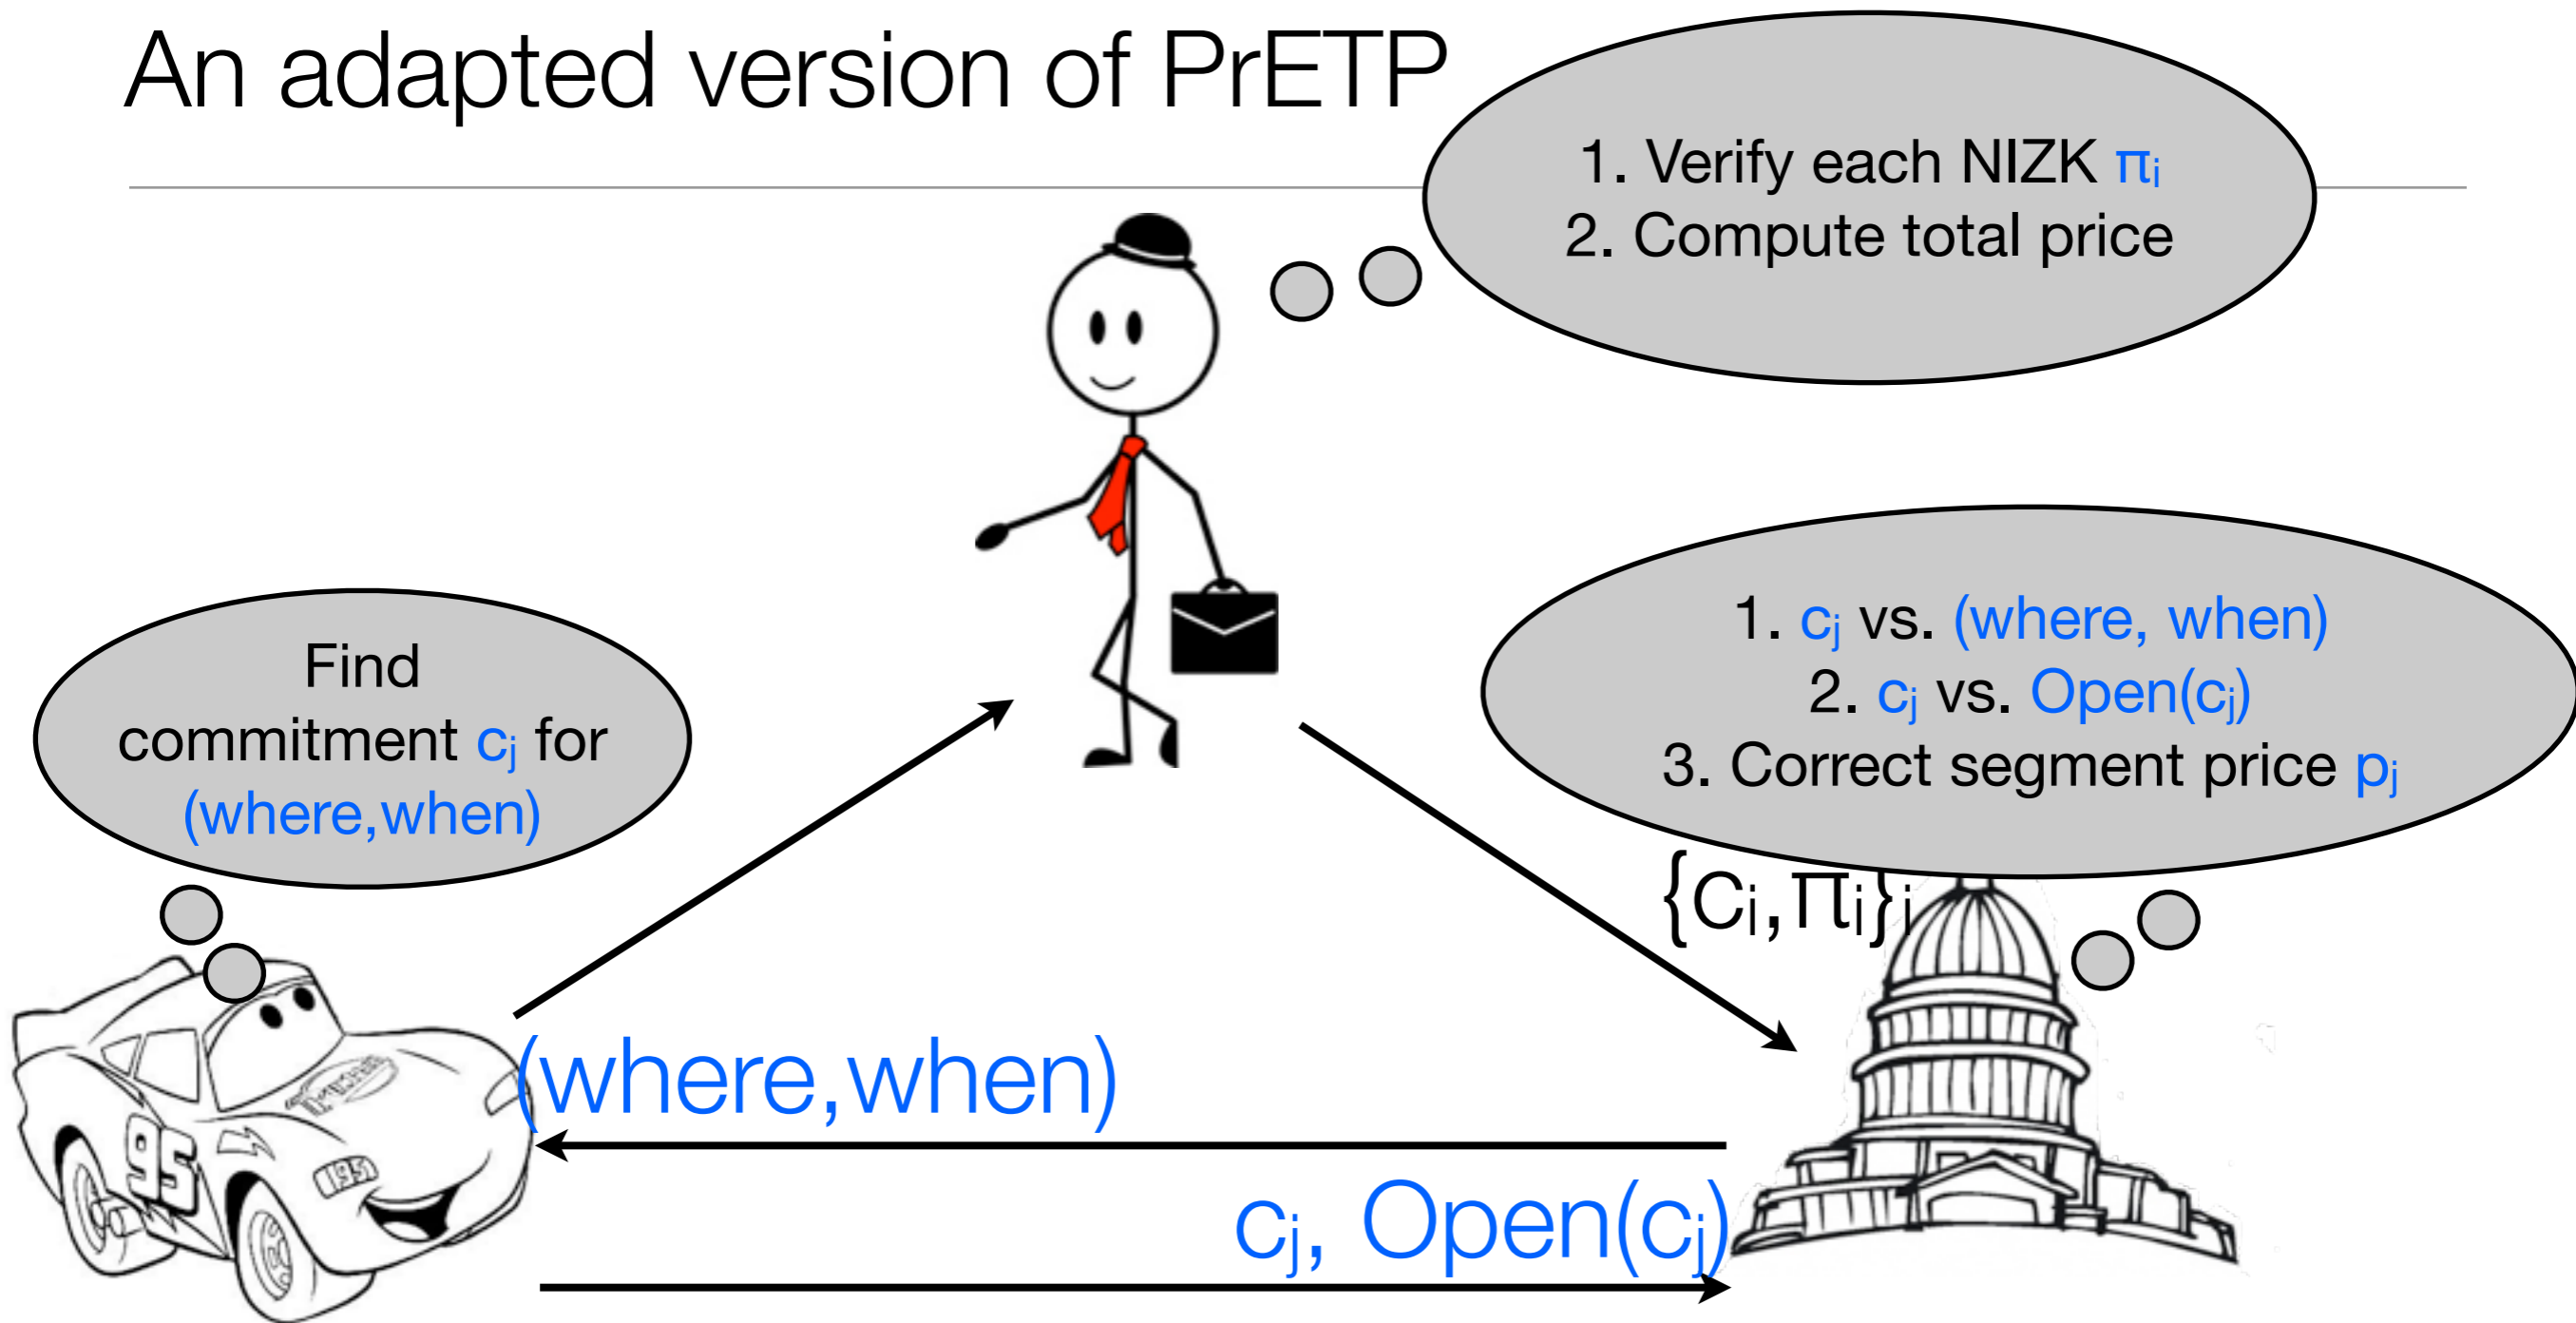 An adapted version of PrETP
1. Verify each NIZK πi
2. Compute total price
Find
commitment cj for
(where,when)
1. cj vs. (where, when)
2. cj vs. Open(cj)
3. Correct segment price pj
{ci,πi}i
(where,when)
cj, Open(cj)
95
195